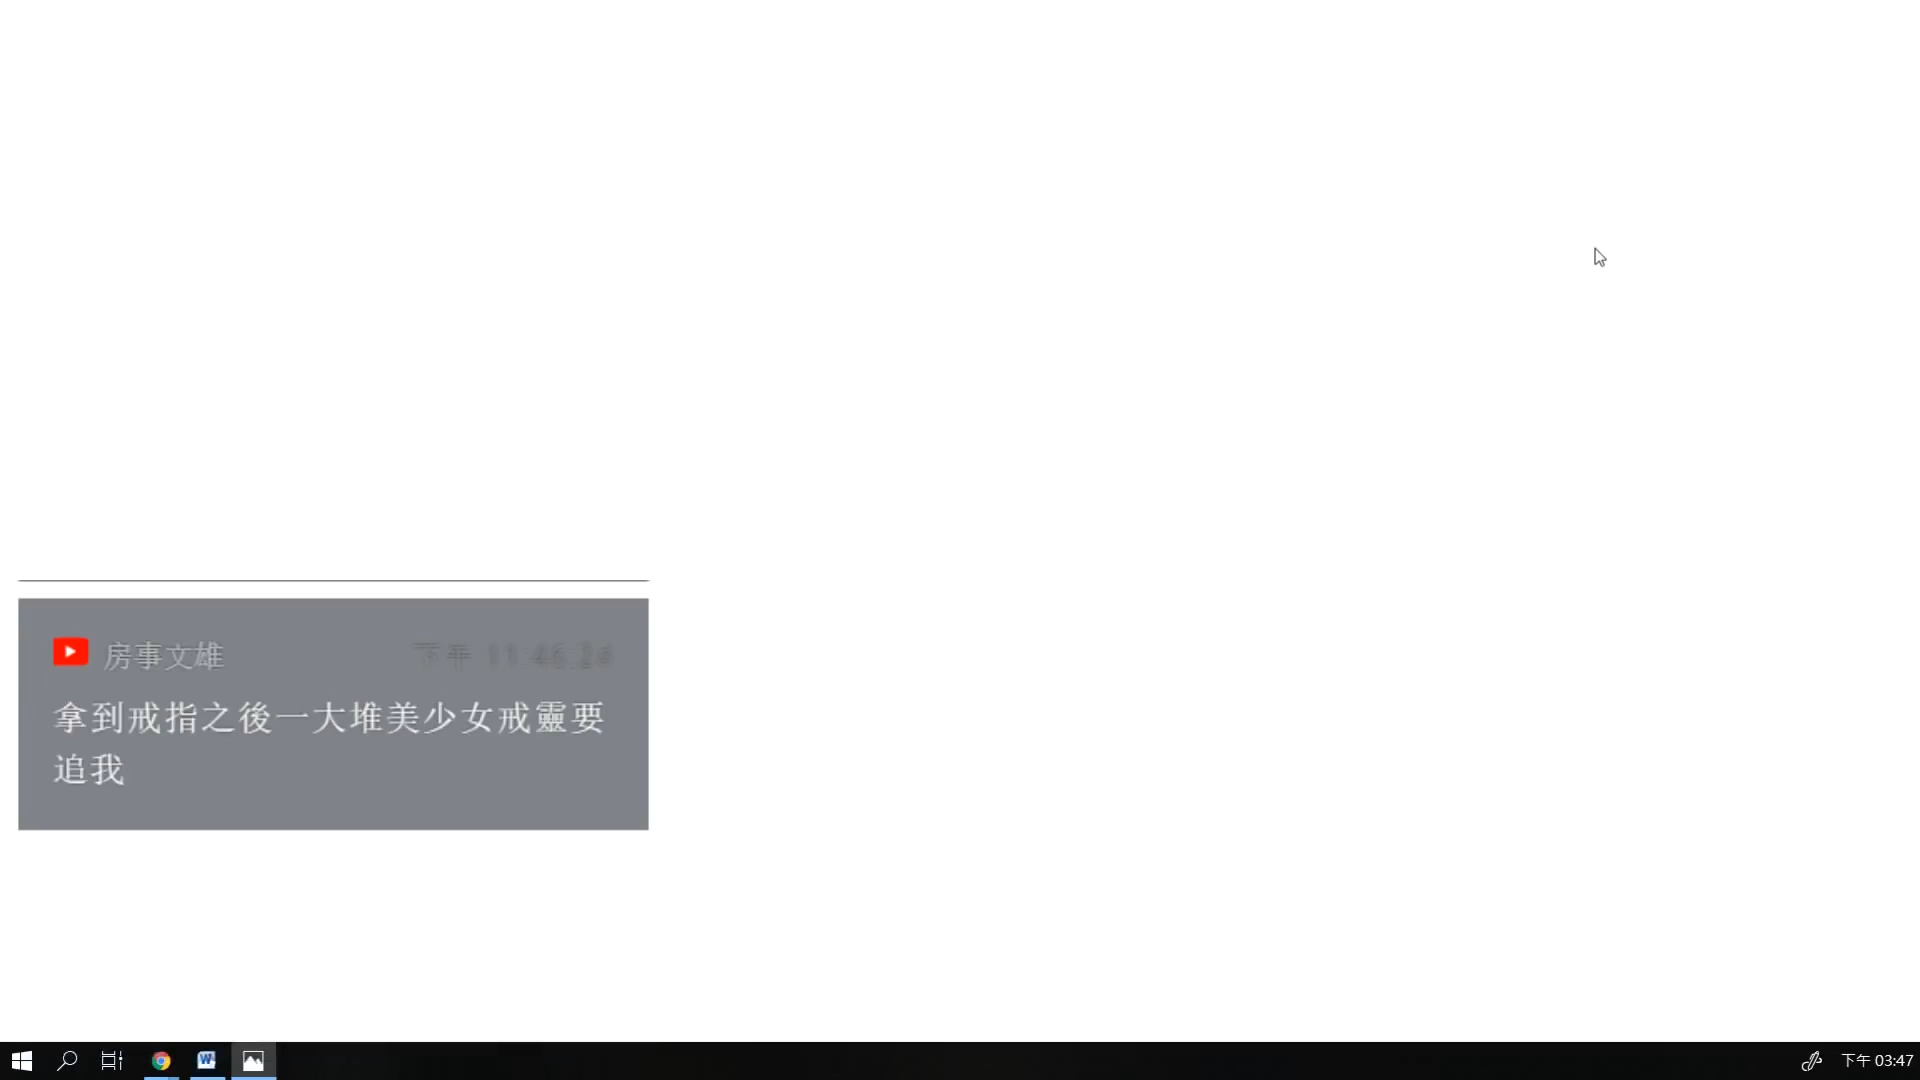 房事文雄
拿到戒指之後一大堆美少女戒靈要
追我
下午 03:47